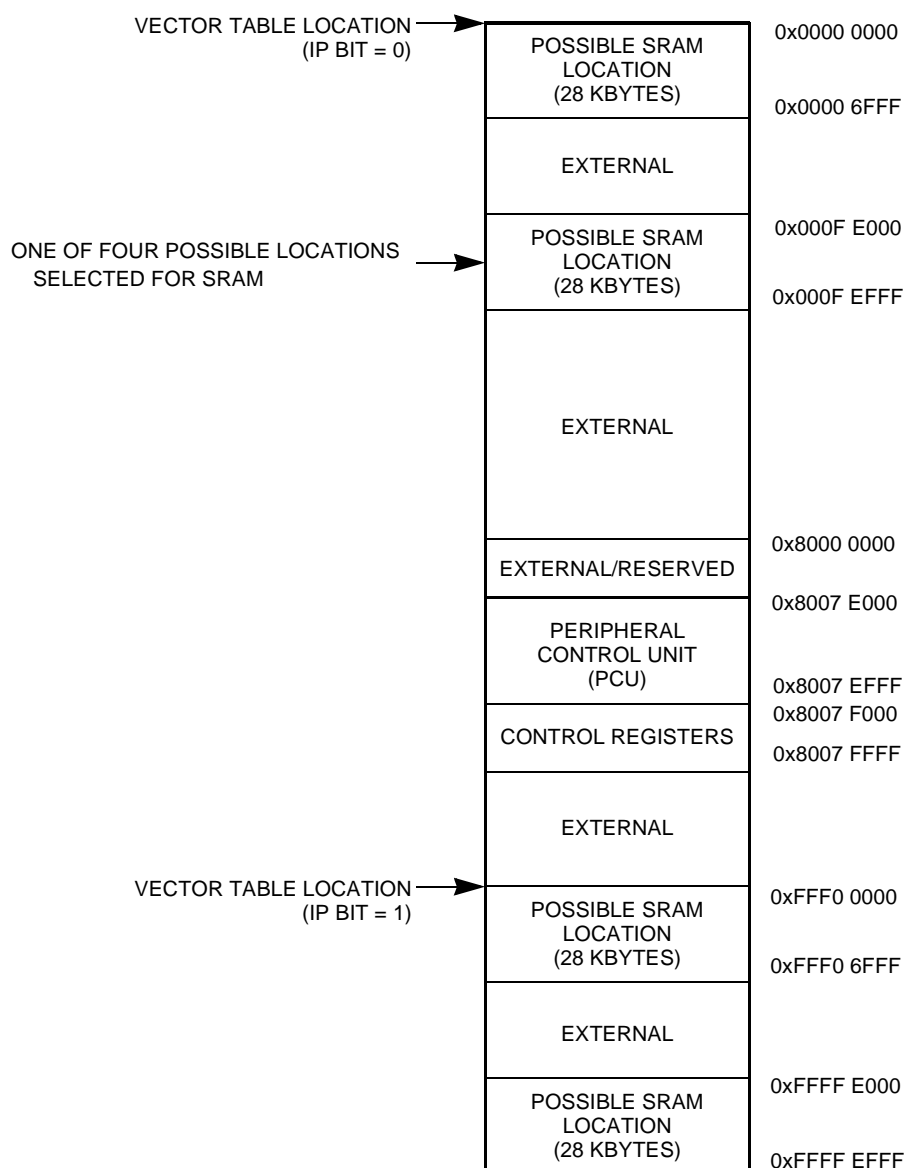 VECTOR TABLE LOCATION
(IP BIT = 0)
0x0000 0000
POSSIBLE SRAM
LOCATION
(28 KBYTES)
0x0000 6FFF
EXTERNAL
ONE OF FOUR POSSIBLE LOCATIONS
SELECTED FOR SRAM
0x000F E000
POSSIBLE SRAM
LOCATION
(28 KBYTES)
0x000F EFFF
EXTERNAL
0x8000 0000
EXTERNAL/RESERVED
0x8007 E000
PERIPHERAL
CONTROL UNIT
(PCU)
0x8007 EFFF
0x8007 F000
CONTROL REGISTERS
0x8007 FFFF
EXTERNAL
VECTOR TABLE LOCATION
(IP BIT = 1)
0xFFF0 0000
POSSIBLE SRAM
LOCATION
(28 KBYTES)
0xFFF0 6FFF
EXTERNAL
0xFFFF E000
POSSIBLE SRAM
LOCATION
(28 KBYTES)
0xFFFF EFFF